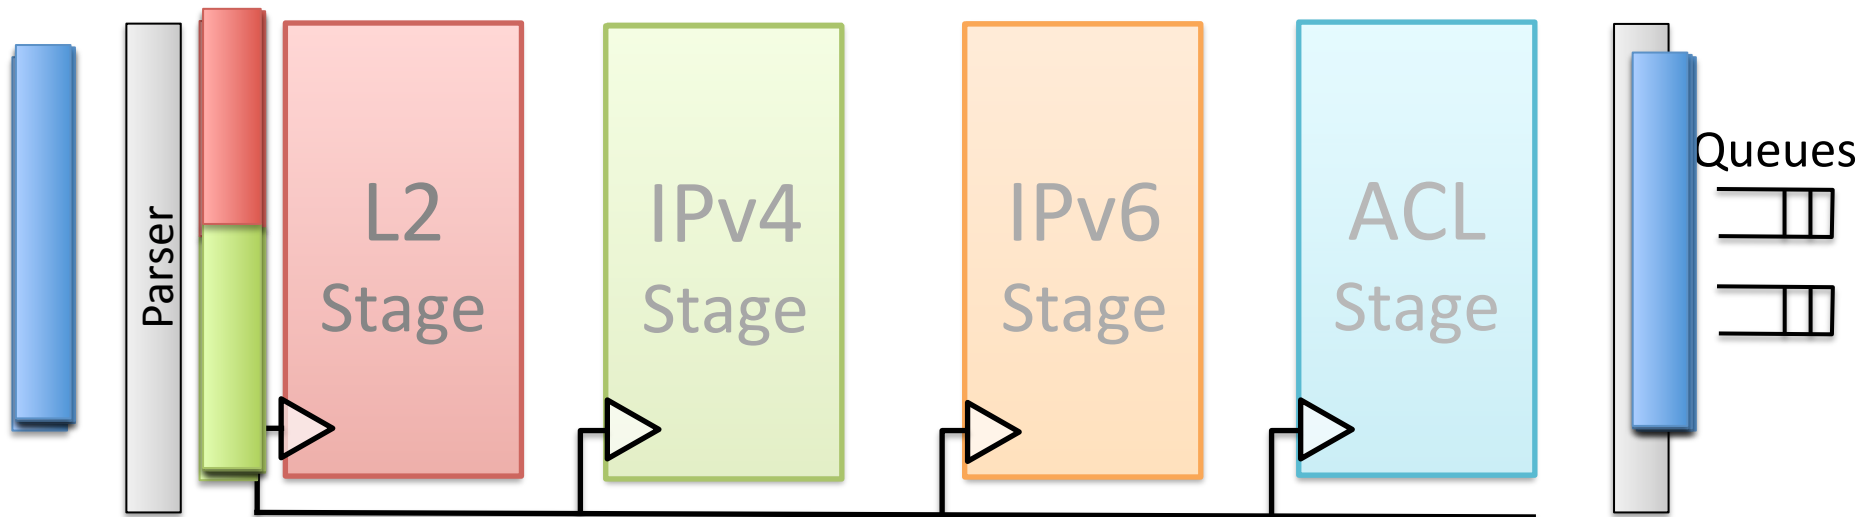 Parser
L2
Stage
IPv4
Stage
IPv6
Stage
ACL
Stage
Queues